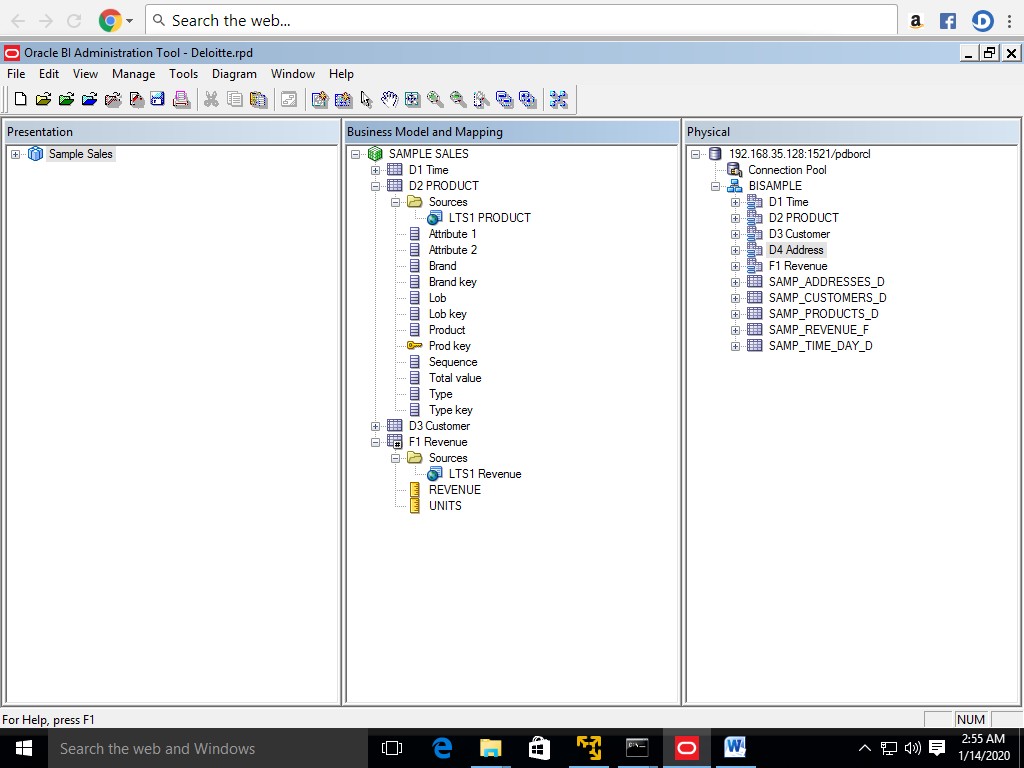 Search the web...
Oracle BI Administration Tool - Deloitte.rpd
File Edit View Manage Tools Diagram Window Help
Presentation
Sample Sales
Business Model and Mapping
SAMPLE SALES
D1 Time
D2 PRODUCT
Sources
LTS1 PRODUCT
Attribute 1
Attribute 2
Brand
Brand key
Lob
Lob key
Product
Prod key
Sequence
Total value
Type
Type key
D3 Customer
F1 Revenue
Sources
LTS1 Revenue
REVENUE
UNITS
Physical
192.168.35.128:1521/pdborcl
Connection Pool
BISAMPLE
D1 Time
D2 PRODUCT
D3 Customer
D4 Address
F1 Revenue
SAMP_ADDRESSES_D
SAMP_CUSTOMERS_D
SAMP_PRODUCTS_D
SAMP_REVENUE_F
SAMP_TIME_DAY_D
For Help, press F1
NUM
Search the web and Windows
2:55 AM
1/14/2020